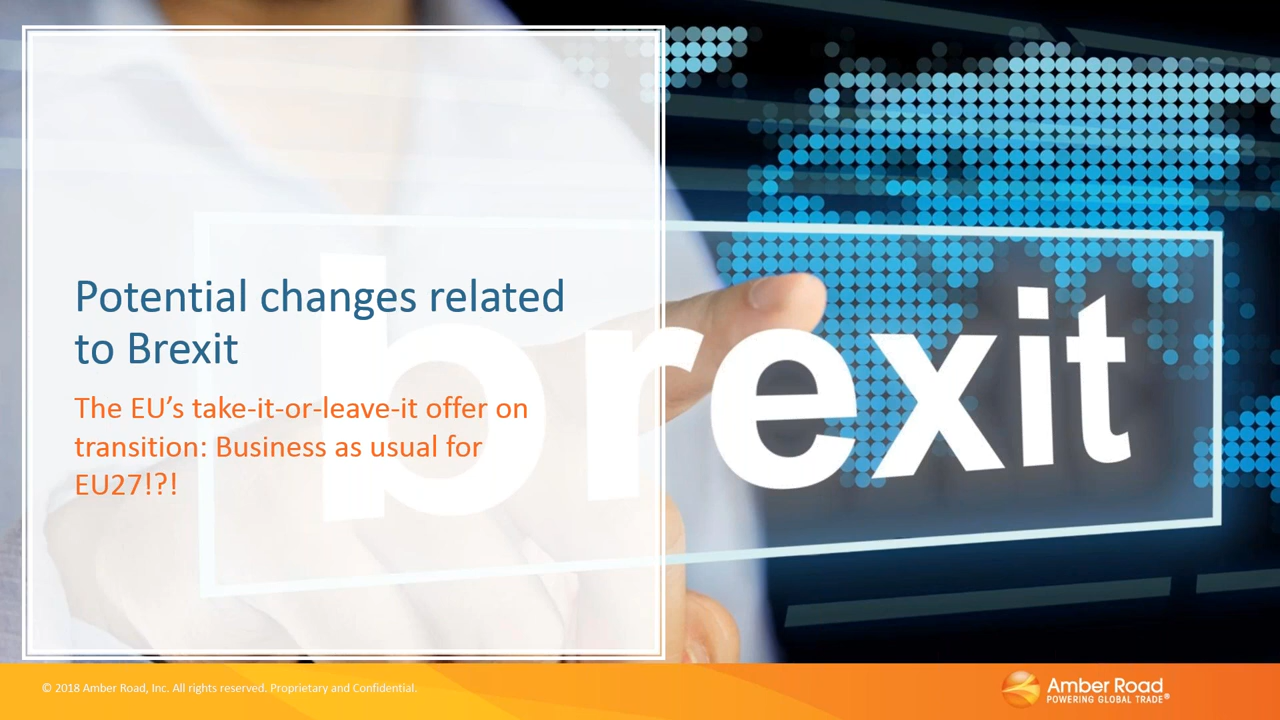 Potential changes related
to Brexit
The EU's take-it-or-leave-it offer on
transition: Business as usual for
EU27!?!
brexit
© 2018 Amber Road, Inc. All rights reserved. Proprietary and Confidential.
Amber Road
POWERING GLOBAL TRADE®